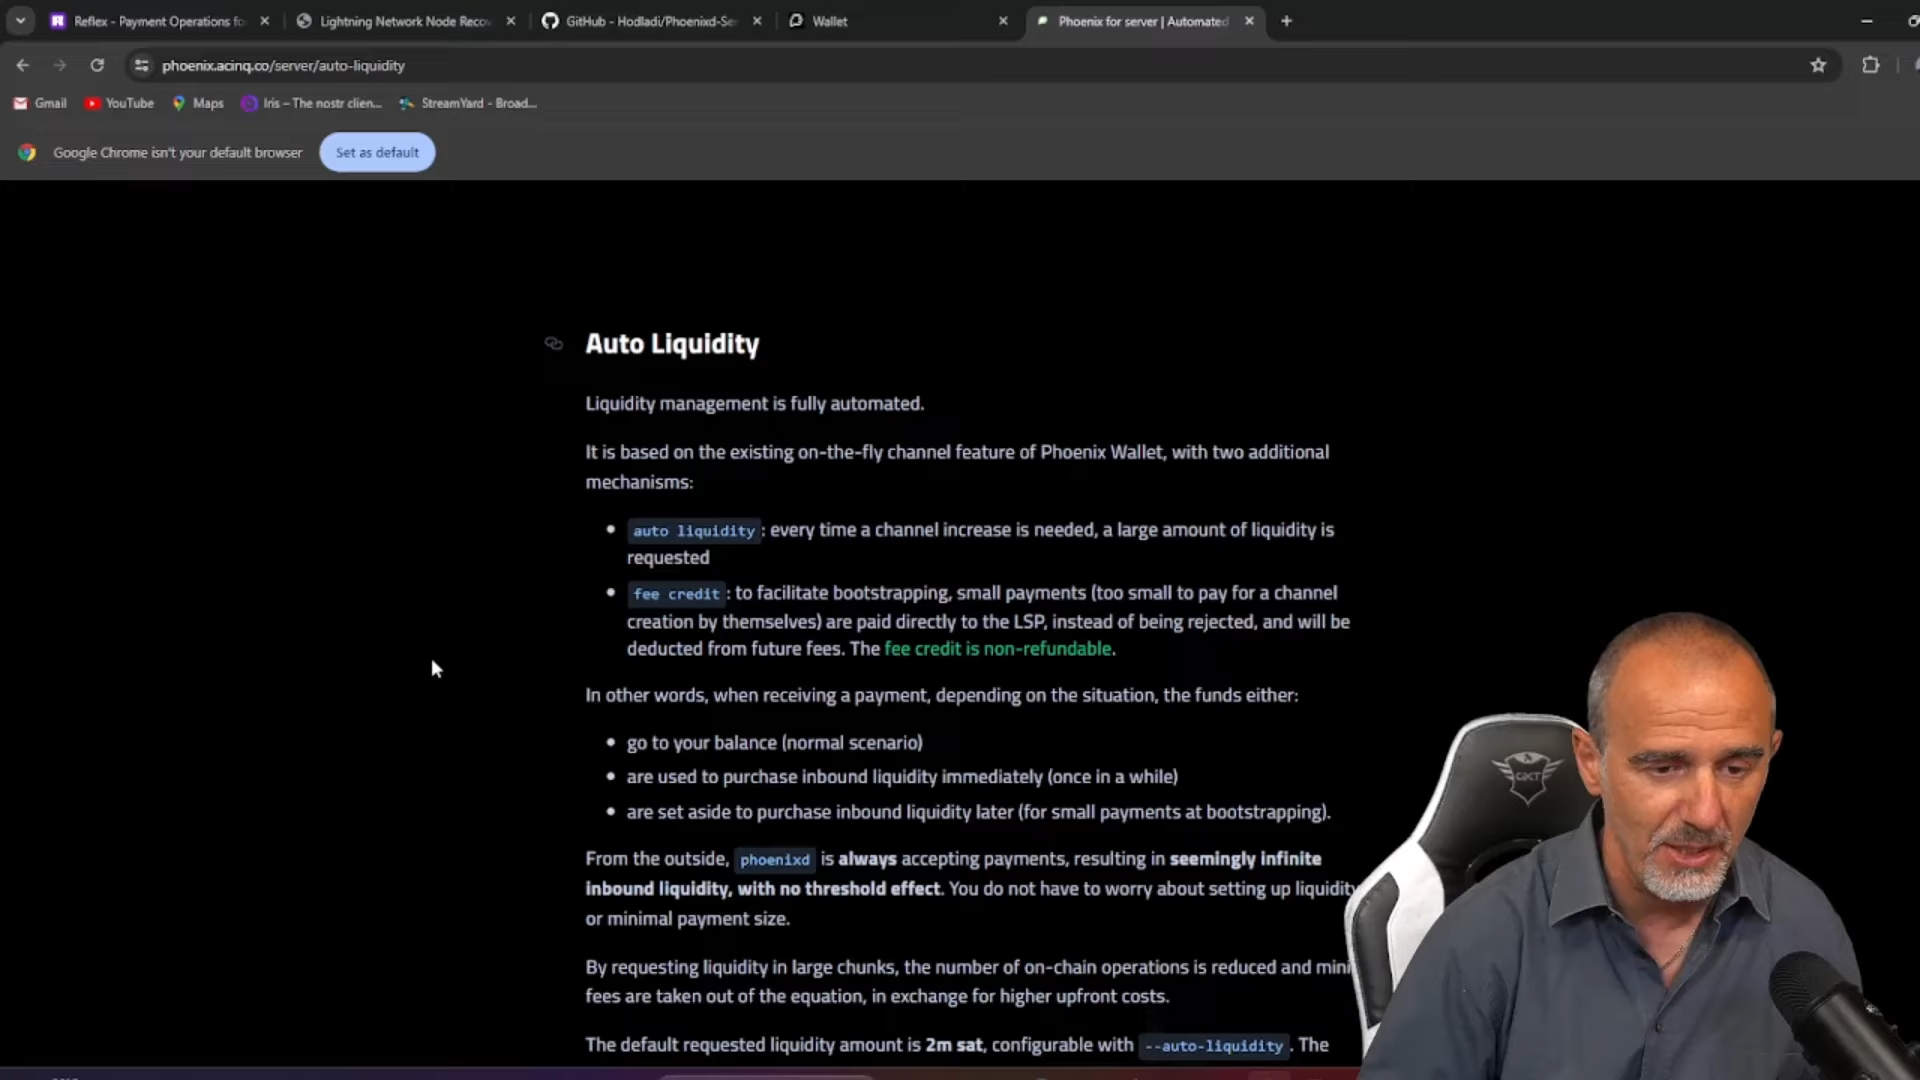 Reflex - Payment Operations fo
Lightning Network Node Reco
GitHub - Hodladi/Phoenixd-Se
Wallet
Phoenix for server | Automated
phoenix.acinq.co/server/auto-liquidity
Gmail
YouTube
Maps
Iris – The nostr clien...
StreamYard - Broad...
Google Chrome isn't your default browser
Set as default
Auto Liquidity
Liquidity management is fully automated.
It is based on the existing on-the-fly channel feature of Phoenix Wallet, with two additional
mechanisms:
auto liquidity : every time a channel increase is needed, a large amount of liquidity is
requested
fee credit : to facilitate bootstrapping, small payments (too small to pay for a channel
creation by themselves) are paid directly to the LSP, instead of being rejected, and will be
deducted from future fees. The fee credit is non-refundable.
In other words, when receiving a payment, depending on the situation, the funds either:
go to your balance (normal scenario)
are used to purchase inbound liquidity immediately (once in a while)
are set aside to purchase inbound liquidity later (for small payments at bootstrapping).
From the outside, phoenixd is always accepting payments, resulting in seemingly infinite
inbound liquidity, with no threshold effect. You do not have to worry about setting up liquidity
or minimal payment size.
By requesting liquidity in large chunks, the number of on-chain operations is reduced and mini
fees are taken out of the equation, in exchange for higher upfront costs.
The default requested liquidity amount is 2m sat, configurable with --auto-liquidity . The
GXT